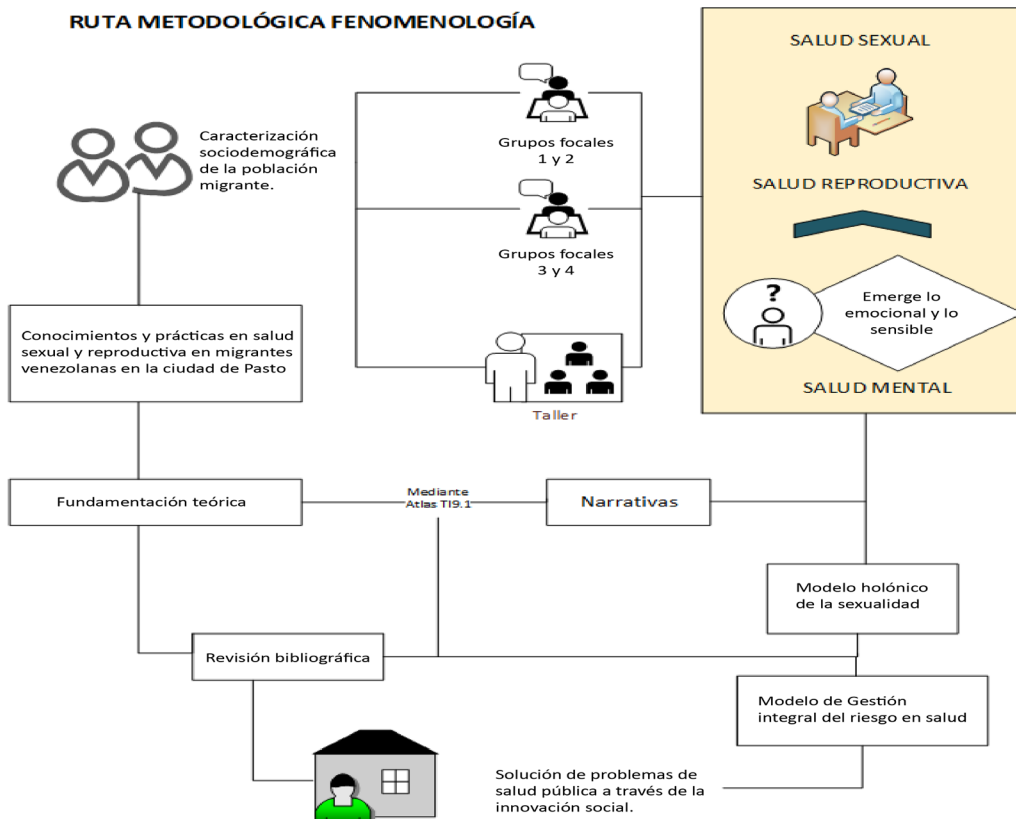 RUTA METODOLÓGICA FENOMENOLOGÍA
Caracterización
sociodemográfica
de la población
migrante.
Grupos focales
1 y 2
Grupos focales
3 y 4
Taller
SALUD SEXUAL
SALUD REPRODUCTIVA
?
Emerge lo
emocional y lo
sensible
SALUD MENTAL
Conocimientos y prácticas en salud
sexual y reproductiva en migrantes
venezolanas en la ciudad de Pasto
Fundamentación teórica
Mediante
Atlas TI9.1
Narrativas
Modelo holónico
de la sexualidad
Revisión bibliográfica
Modelo de Gestión
integral del riesgo en salud
Solución de problemas de
salud pública a través de la
innovación social.